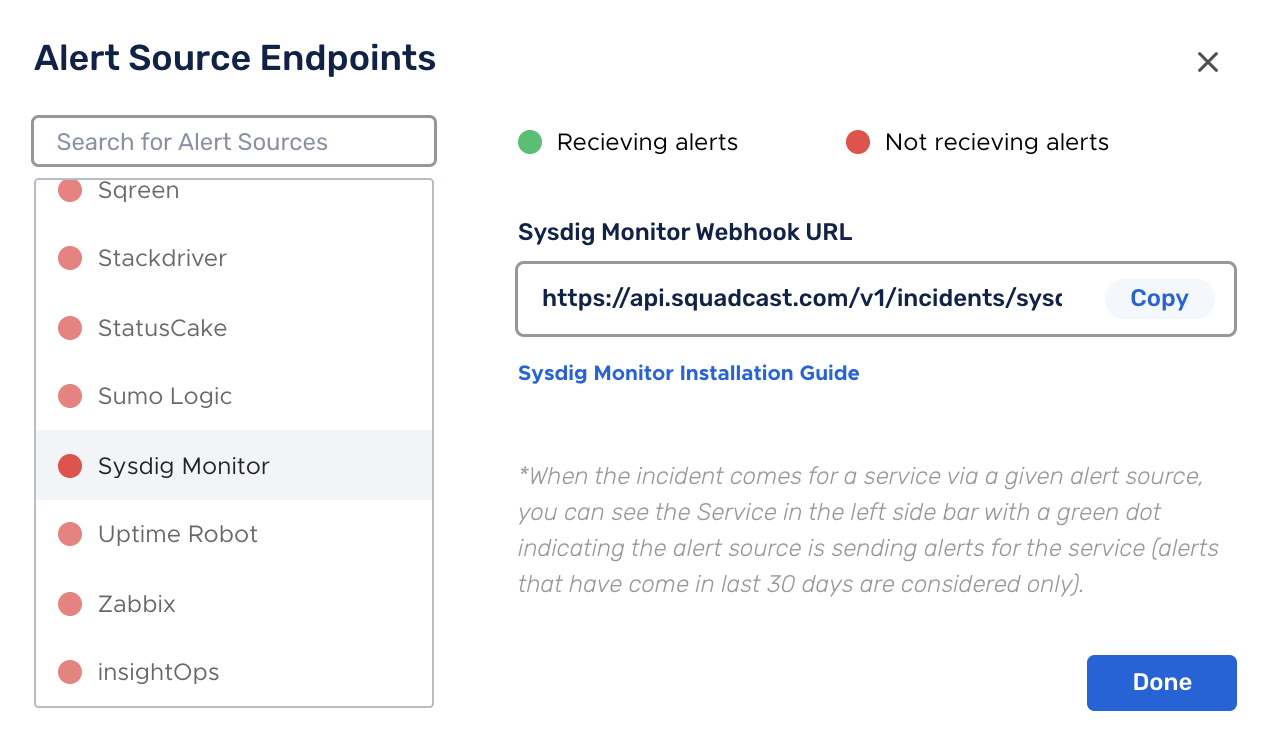 Alert Source Endpoints
Search for Alert Sources
Sqreen
Stackdriver
StatusCake
Sumo Logic
Sysdig Monitor
Uptime Robot
Zabbix
insightOps
Recieving alerts
Not recieving alerts
Sysdig Monitor Webhook URL
https://api.squadcast.com/v1/incidents/sysd
Copy
Sysdig Monitor Installation Guide
*When the incident comes for a service via a given alert source,
you can see the Service in the left side bar with a green dot
indicating the alert source is sending alerts for the service (alerts
that have come in last 30 days are considered only).
Done